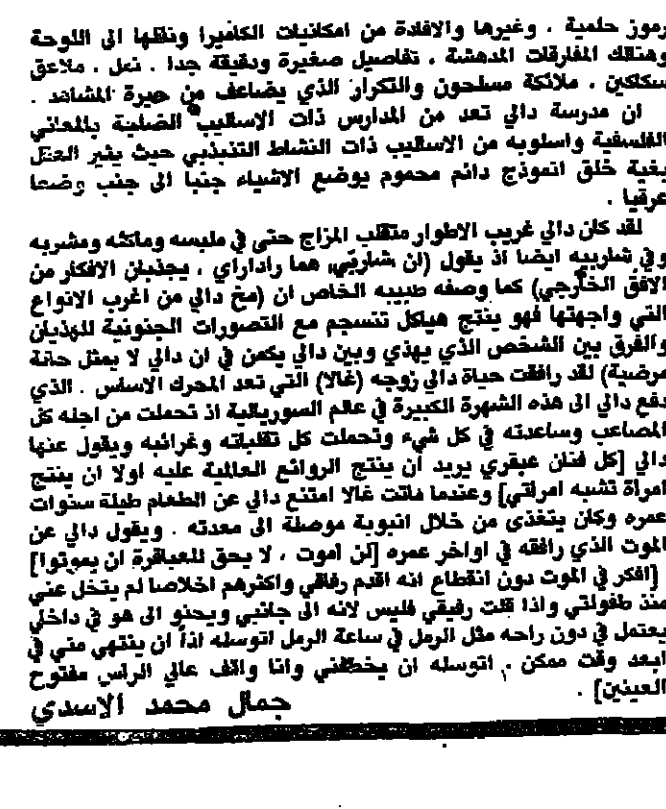 رموز حلمية ، وغيرها والافادة من امكانيات الكاميرا ونقلها الى اللوحة
وهنالك المفارقات المدهشة ، تفاصيل صغيرة ودقيقة جدا . نمل ، ملاعق
سكاكين ، ملائكة مسلحون والتكرار الذي يضاعف من حيرة المشاهد .
ان مدرسة دالي تعد من المدارس ذات الاساليب الضلية بالمعاني
الفلسفية واسلوبه من الاساليب ذات النشاط التذبذبي حيث يثير العقل
بغية خلق انموذج دائم محموم يوضع الاشياء جنبا الى جنب وضعا
عرفيا .
لقد كان دالي غريب الاطوار متقلب المزاج حتى في ملبسه ومأكله ومشربه
وفي شاربيه ايضا اذ يقول (ان شاربي، هما راداراي ، يجذبان الافكار من
الافق الخارجي) كما وصفه طبيبه الخاص ان (مخ دالي من اغرب الانواع
التي واجهتها فهو ينتج هياكل تنسجم مع التصورات الجنونية للهذيان
والفرق بين الشخص الذي يهذي وبين دالي يكمن في ان دالي لا يمثل حالة
مرضية) لقد رافقت حياة دالي زوجه (غالا) التي تعد المحرك الاساس . الذي
دفع دالي الى هذه الشهرة الكبيرة في عالم السوريالية اذ تحملت من اجله كل
المصاعب وساعدته في كل شيء وتحملت كل تقلباته وغرائبه ويقول عنها
دالي [كل فنان عبقري يريد ان ينتج الروائع العالمية عليه اولا ان ينتج
امرأة تشبه امرأتي] وعندما ماتت غالا امتنع دالي عن الطعام طيلة سنوات
عمره وكان يتغذى من خلال انبوبة موصلة الى معدته . ويقول دالي عن
الموت الذي رافقه في اواخر عمره [لن اموت ، لا يحق للعباقرة ان يموتوا]
[افكر في الموت دون انقطاع انه اقدم رفاقي واكثرهم اخلاصا لم يتخل عني
منذ طفولتي واذا قلت رفيقي فليس لانه الى جانبي ويحنو الى هو في داخلي
يعتمل في دون راحه مثل الرمل في ساعة الرمل اتوسله اذا ان ينتهي مني في
ابعد وقت ممكن . اتوسله ان يخطفني وانا واقف عالي الراس مفتوح
العينين] .
جمال محمد الاسدي